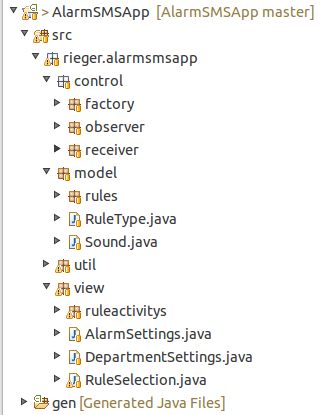 > AlarmSMSApp [AlarmSMSApp master]
> src
rieger.alarmsmsapp
control
factory
observer
receiver
model
rules
RuleType.java
Sound.java
util
view
ruleactivitys
AlarmSettings.java
DepartmentSettings.java
RuleSelection.java
gen [Generated Java Files]